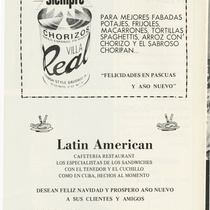 Siempre
CHORIZOS
VILLA
Real
PARA MEJORES FABADAS
POTAJES, FRIJOLES,
MACARRONES, TORTILLAS
SPAGHETTIS, ARROZ CON
CHORIZO Y EL SABROSO
CHORIPAN...
"FELICIDADES EN PASCUAS
Y AÑO NUEVO"
Latin American
CAFETERIA RESTAURANT
LOS ESPECIALISTAS DE LOS SANDWICHES
CON EL TENEDOR Y EL CUCHILLO
COMO EN CUBA, HECHOS AL MOMENTO
DESEAN FELIZ NAVIDAD Y PROSPERO AÑO NUEVO
A SUS CLIENTES Y AMIGOS